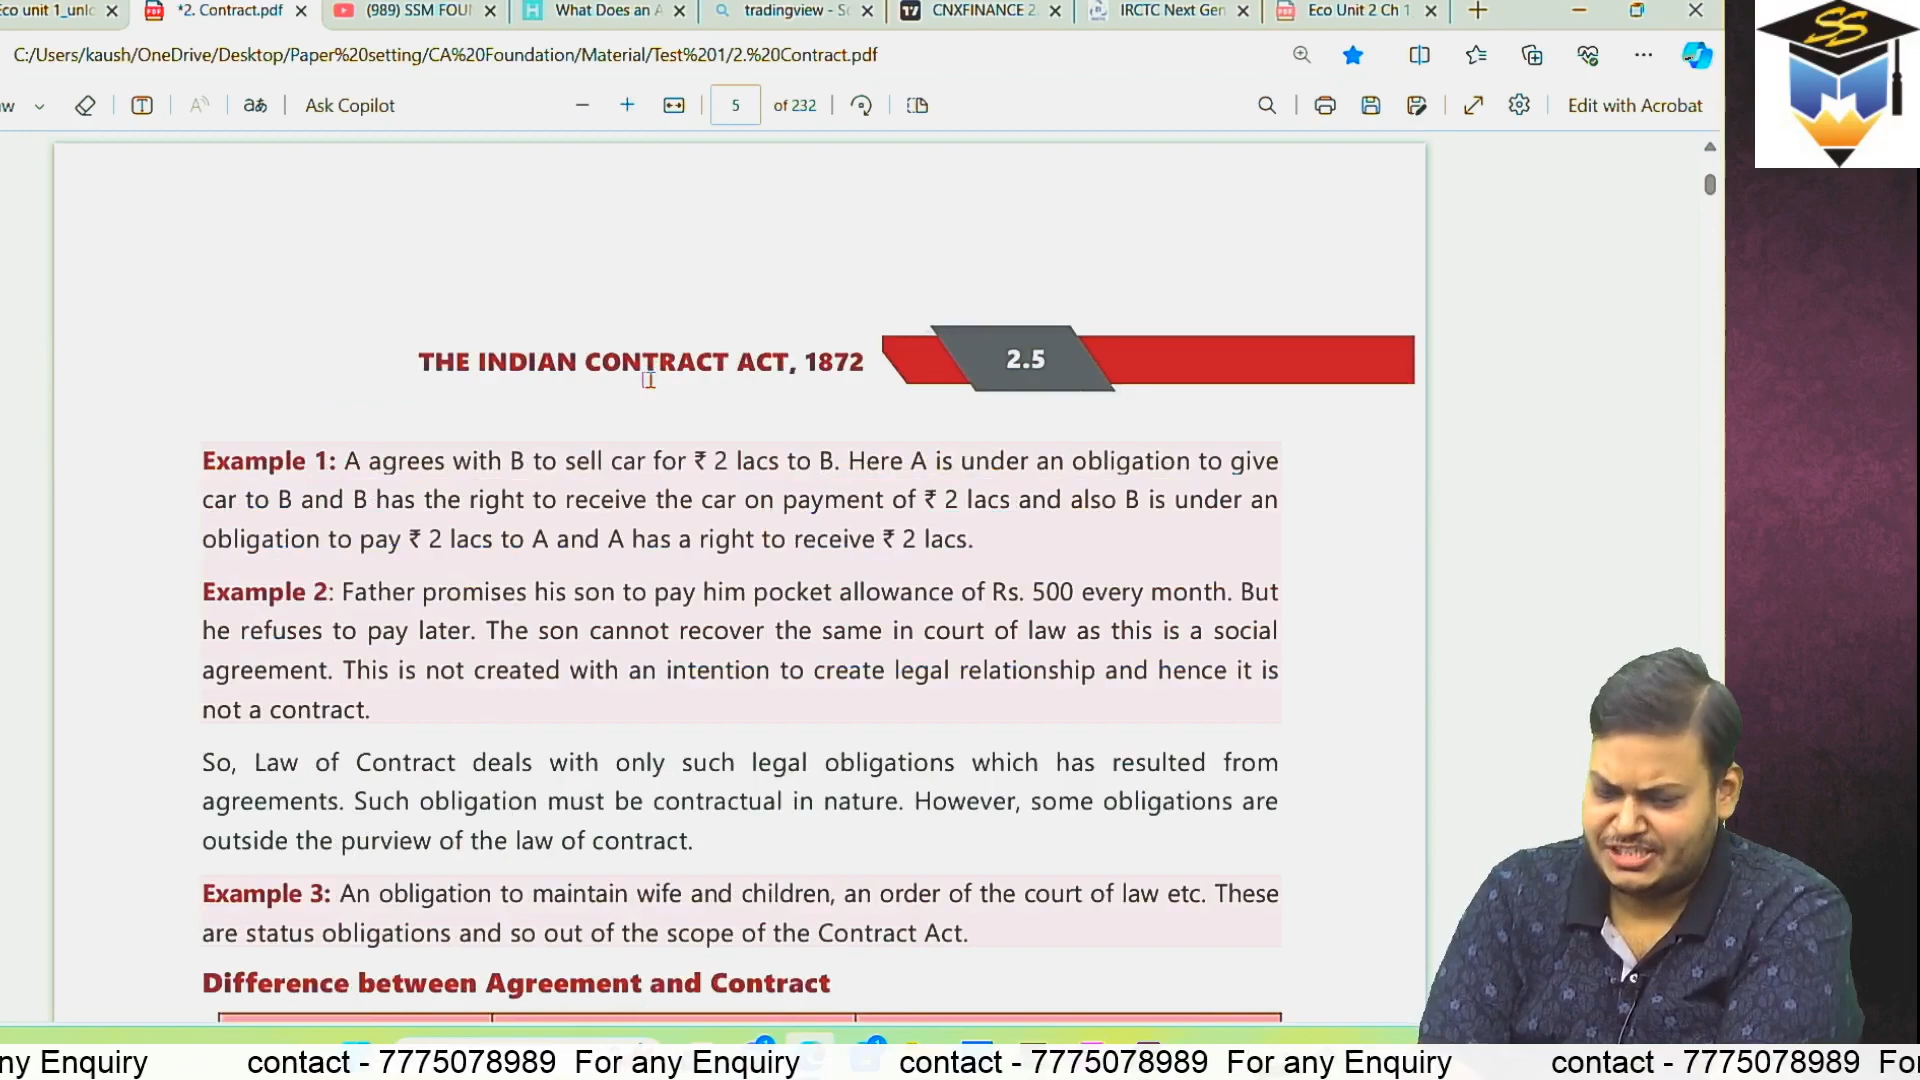 Eco unit 1_unlo
*2. Contract.pdf
(989) SSM FOU
What Does an A
tradingview - S
CNXFINANCE 2
IRCTC Next Gen
Eco Unit 2 Ch 1
C:/Users/kaush/OneDrive/Desktop/Paper%20setting/CA%20Foundation/Material/Test%201/2.%20Contract.pdf
Ask Copilot
5 of 232
Edit with Acrobat
SS
THE INDIAN CONTRACT ACT, 1872 2.5
Example 1: A agrees with B to sell car for ₹ 2 lacs to B. Here A is under an obligation to give
car to B and B has the right to receive the car on payment of ₹ 2 lacs and also B is under an
obligation to pay ₹ 2 lacs to A and A has a right to receive ₹ 2 lacs.
Example 2: Father promises his son to pay him pocket allowance of Rs. 500 every month. But
he refuses to pay later. The son cannot recover the same in court of law as this is a social
agreement. This is not created with an intention to create legal relationship and hence it is
not a contract.
So, Law of Contract deals with only such legal obligations which has resulted from
agreements. Such obligation must be contractual in nature. However, some obligations are
outside the purview of the law of contract.
Example 3: An obligation to maintain wife and children, an order of the court of law etc. These
are status obligations and so out of the scope of the Contract Act.
Difference between Agreement and Contract
ny Enquiry contact - 7775078989 For any Enquiry contact - 7775078989 For any Enquiry contact - 7775078989 Fo